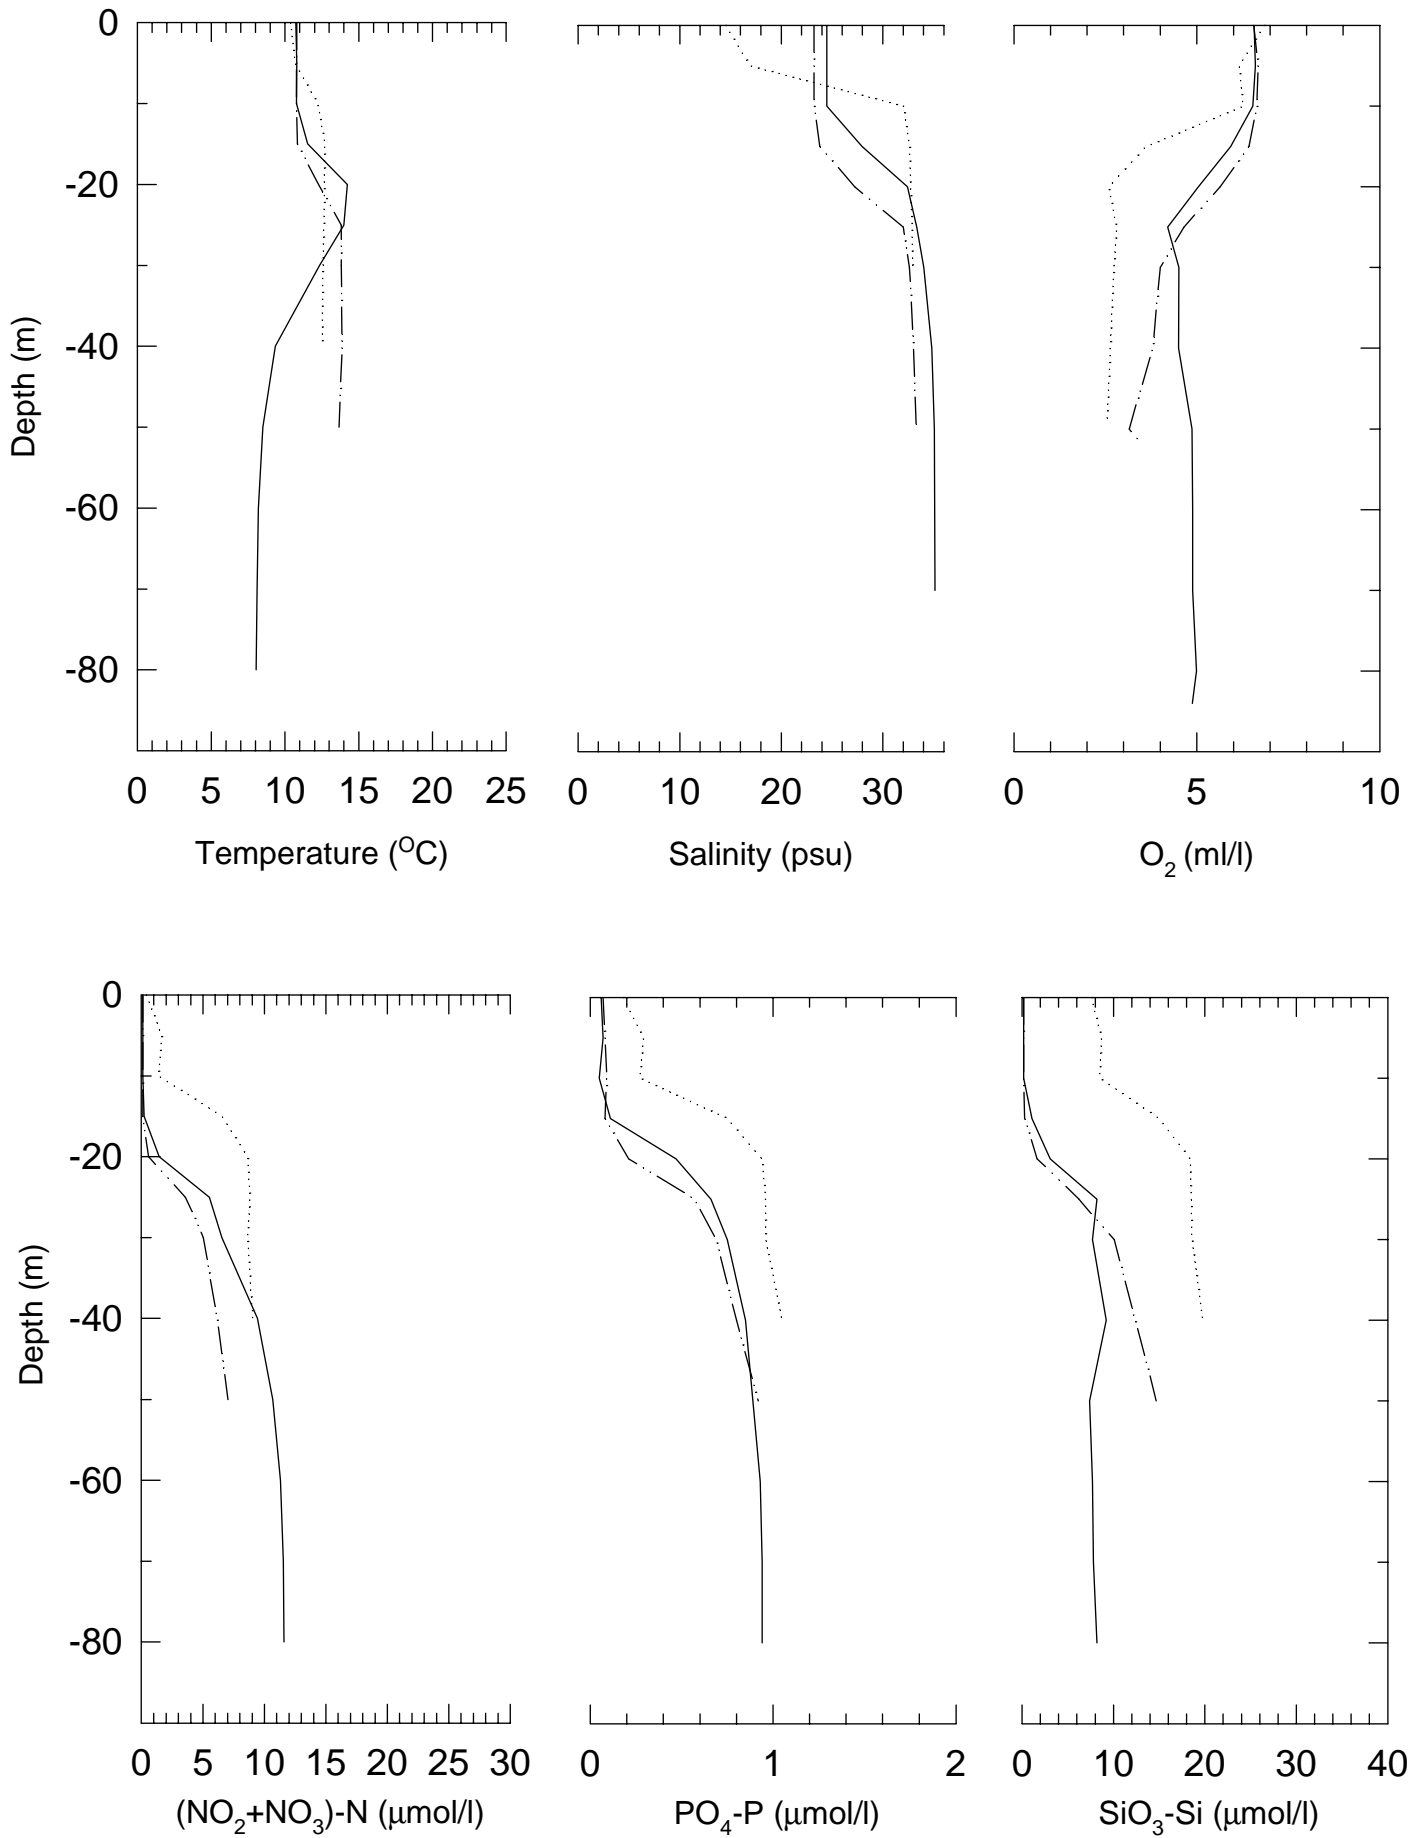 0
-20
-40
-60
-80
Depth (m)
0 5 10 15 20 25
Temperature (OC)
0 10 20 30
Salinity (psu)
0 5 10
O2 (ml/l)
0
-20
-40
-60
-80
Depth (m)
0 5 10 15 20 25 30
(NO2+NO3)-N (μmol/l)
0 1 2
PO4-P (μmol/l)
0 10 20 30 40
SiO3-Si (μmol/l)